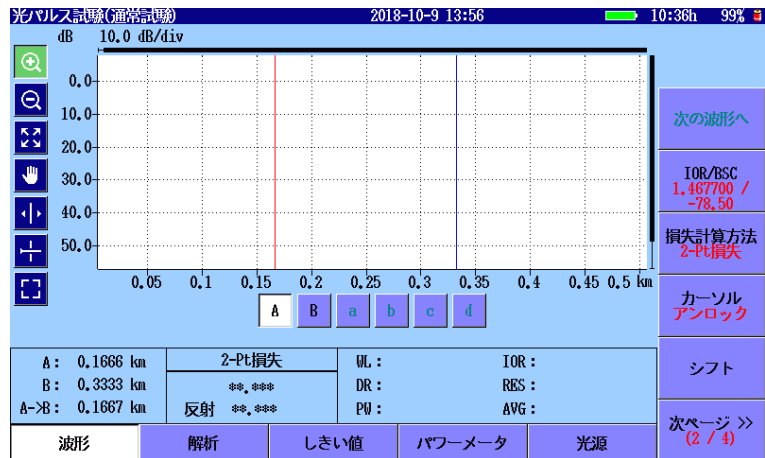 光パルス試験(通常試験) 2018-10-9 13:56 10:36h 99%
dB 10.0 dB/div
0.0
10.0
20.0
30.0
40.0
50.0
0.05 0.1 0.15 0.2 0.25 0.3 0.35 0.4 0.45 0.5 km
A B a b c d
A: 0.1666 km
B: 0.3333 km
A->B: 0.1667 km
2-Pt損失
**.***
反射 **.***
WL: IOR:
DR: RES:
PW: AVG:
波形 解析 しきい値 パワーメータ 光源
次の波形へ
IOR/BSC
1.467700 /
-78.50
損失計算方法
2-Pt損失
カーソル
アンロック
シフト
次ページ >>
(2 / 4)